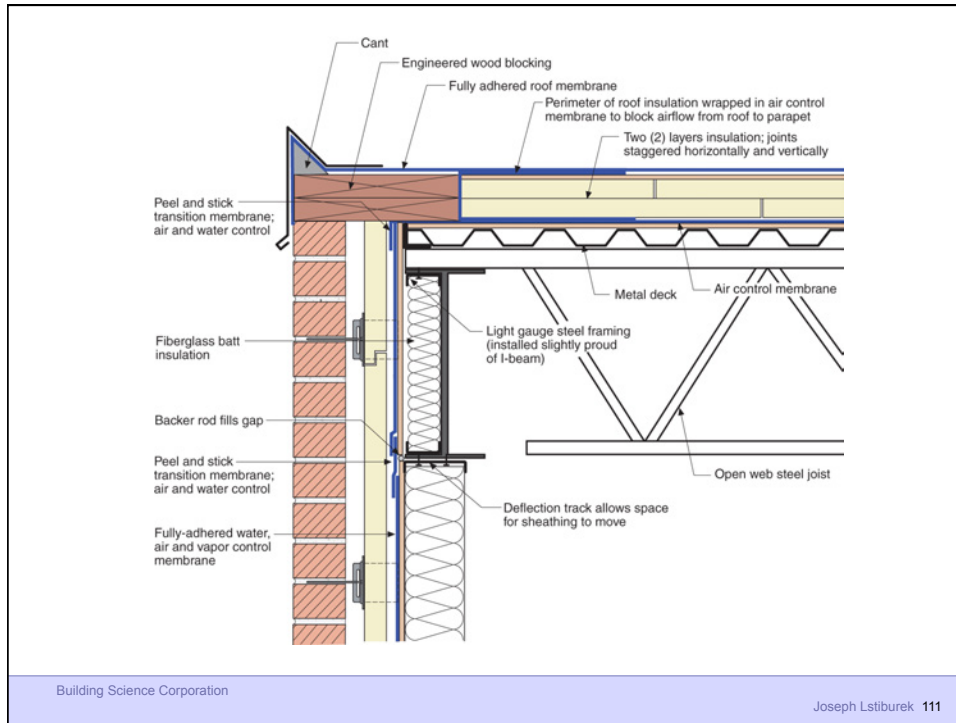 Cant
Engineered wood blocking
Fully adhered roof membrane
Perimeter of roof insulation wrapped in air control
membrane to block airflow from roof to parapet
Two (2) layers insulation; joints
staggered horizontally and vertically
Peel and stick
transition membrane;
air and water control
Metal deck
Air control membrane
Light gauge steel framing
(installed slightly proud
of I-beam)
Fiberglass batt
insulation
Backer rod fills gap
Peel and stick
transition membrane;
air and water control
Open web steel joist
Deflection track allows space
for sheathing to move
Fully-adhered water,
air and vapor control
membrane
Building Science Corporation
Joseph Lstiburek 111